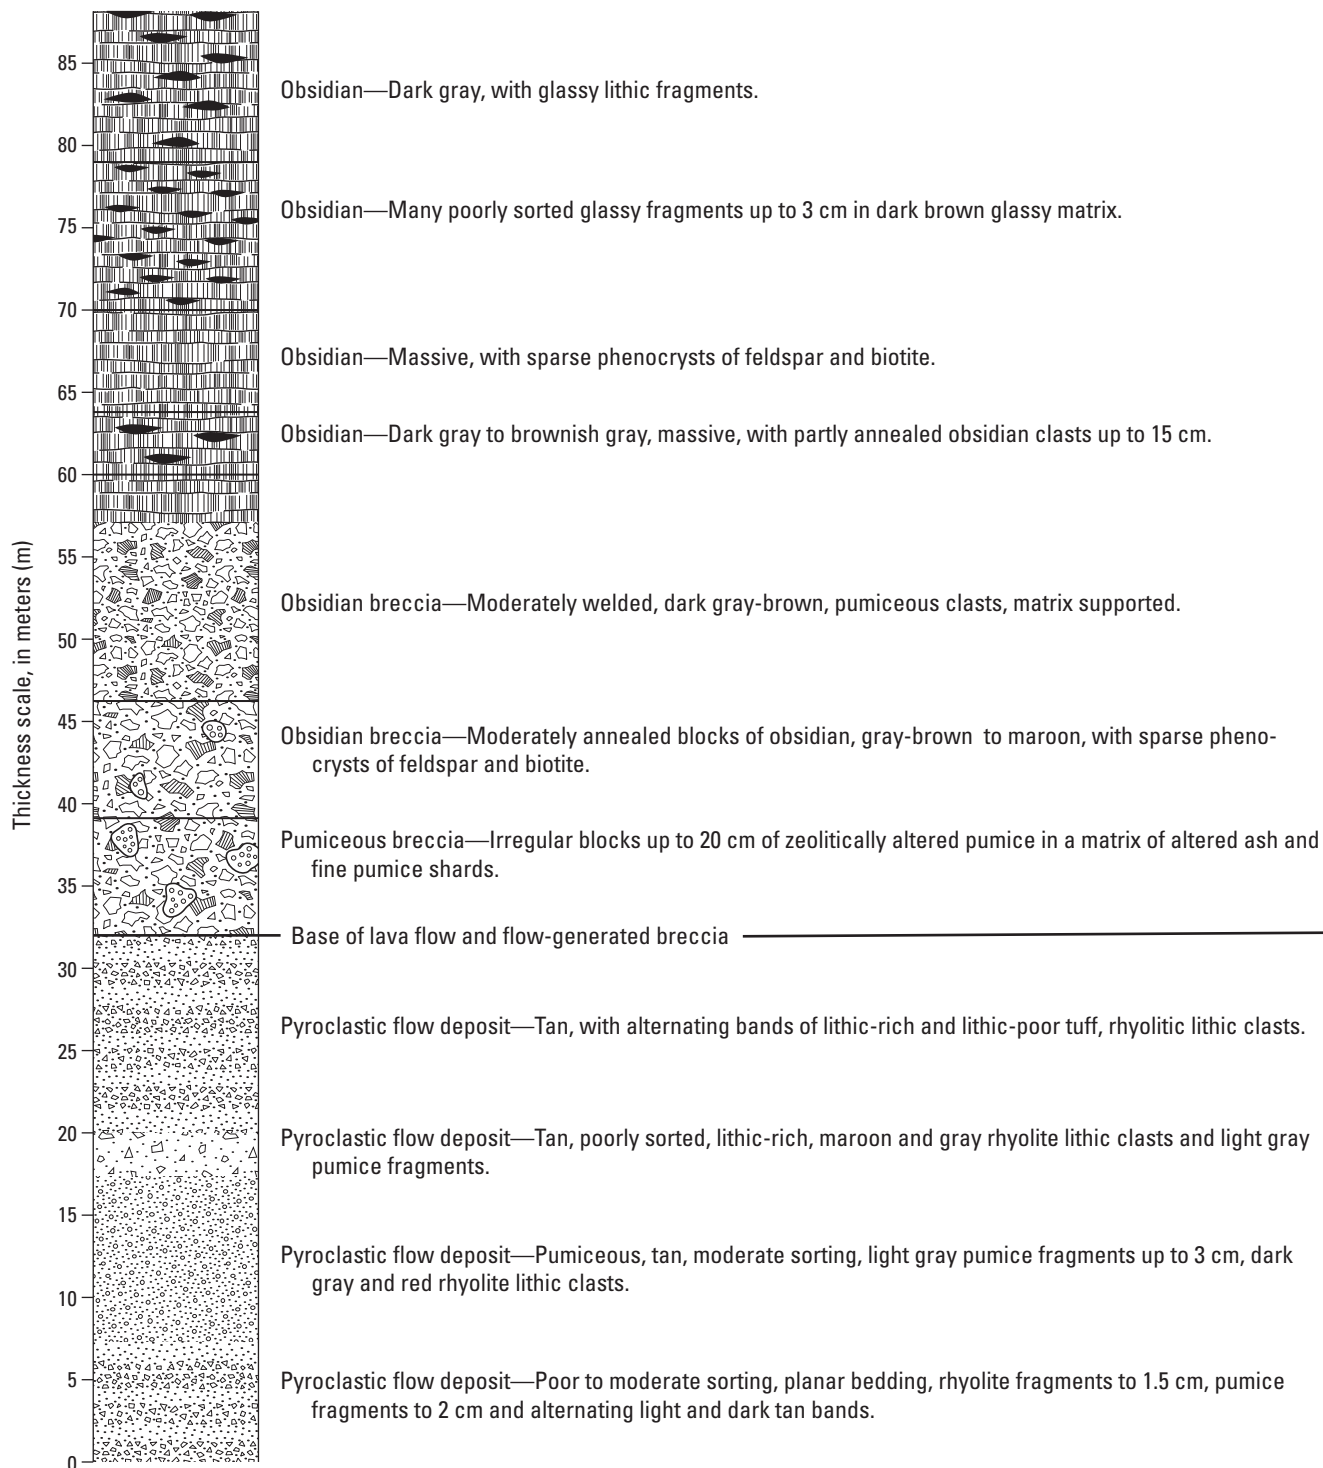 85
Obsidian—Dark gray, with glassy lithic fragments.
80
Obsidian—Many poorly sorted glassy fragments up to 3 cm in dark brown glassy matrix.
75
70
Obsidian—Massive, with sparse phenocrysts of feldspar and biotite.
65
Obsidian—Dark gray to brownish gray, massive, with partly annealed obsidian clasts up to 15 cm.
60
Thickness scale, in meters (m)
55
Obsidian breccia—Moderately welded, dark gray-brown, pumiceous clasts, matrix supported.
50
45
Obsidian breccia—Moderately annealed blocks of obsidian, gray-brown to maroon, with sparse pheno-
crysts of feldspar and biotite.
40
Pumiceous breccia—Irregular blocks up to 20 cm of zeolitically altered pumice in a matrix of altered ash and
fine pumice shards.
35
Base of lava flow and flow-generated breccia
30
Pyroclastic flow deposit—Tan, with alternating bands of lithic-rich and lithic-poor tuff, rhyolitic lithic clasts.
25
20
Pyroclastic flow deposit—Tan, poorly sorted, lithic-rich, maroon and gray rhyolite lithic clasts and light gray
pumice fragments.
15
Pyroclastic flow deposit—Pumiceous, tan, moderate sorting, light gray pumice fragments up to 3 cm, dark
gray and red rhyolite lithic clasts.
10
5
Pyroclastic flow deposit—Poor to moderate sorting, planar bedding, rhyolite fragments to 1.5 cm, pumice
fragments to 2 cm and alternating light and dark tan bands.
0